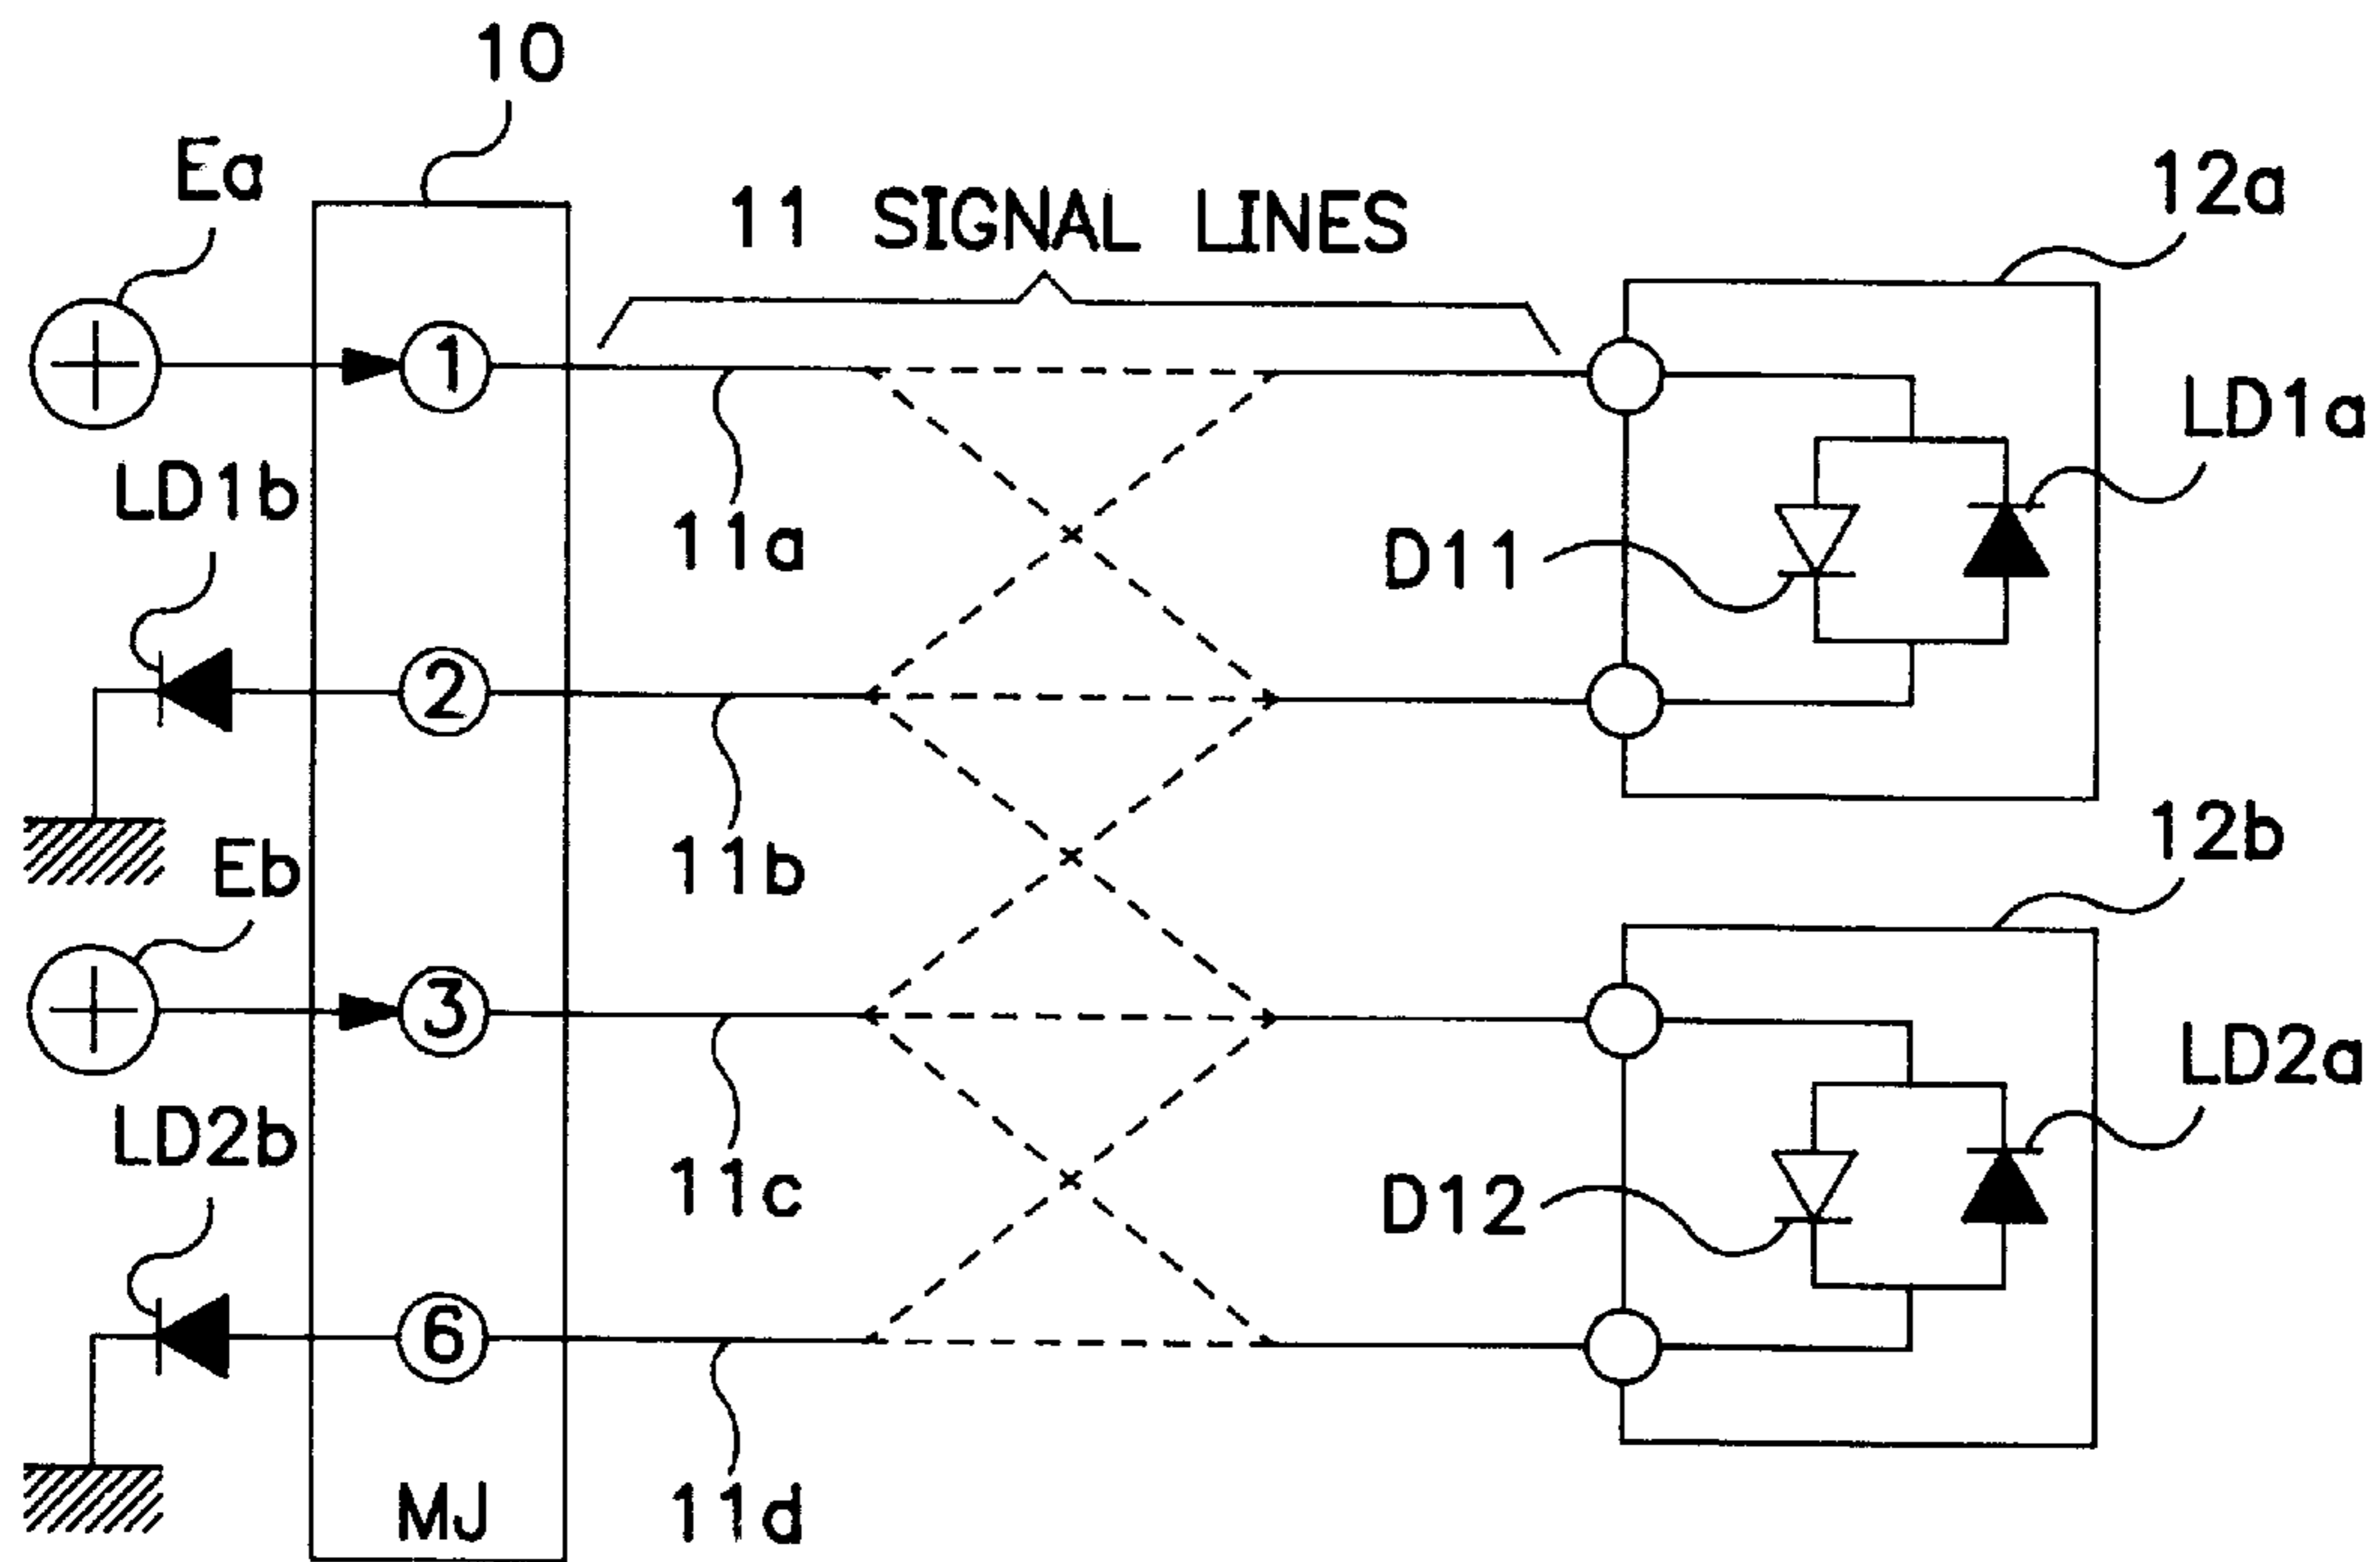 10
Ea
11 SIGNAL LINES
12a
1
LD1a
LD1b
11a
D11
2
12b
Eb
11b
3
LD2a
LD2b
11c
D12
6
MJ
11d